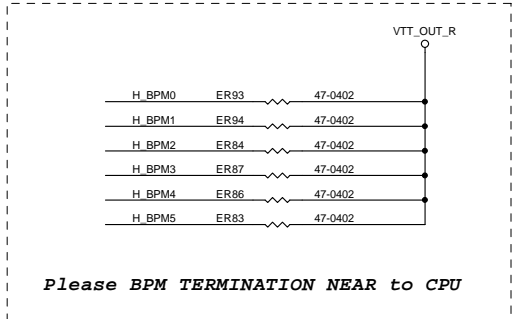 VTT_OUT_R
H_BPM0 ER93 47-0402
H_BPM1 ER94 47-0402
H_BPM2 ER84 47-0402
H_BPM3 ER87 47-0402
H_BPM4 ER86 47-0402
H_BPM5 ER83 47-0402
Please BPM TERMINATION NEAR to CPU